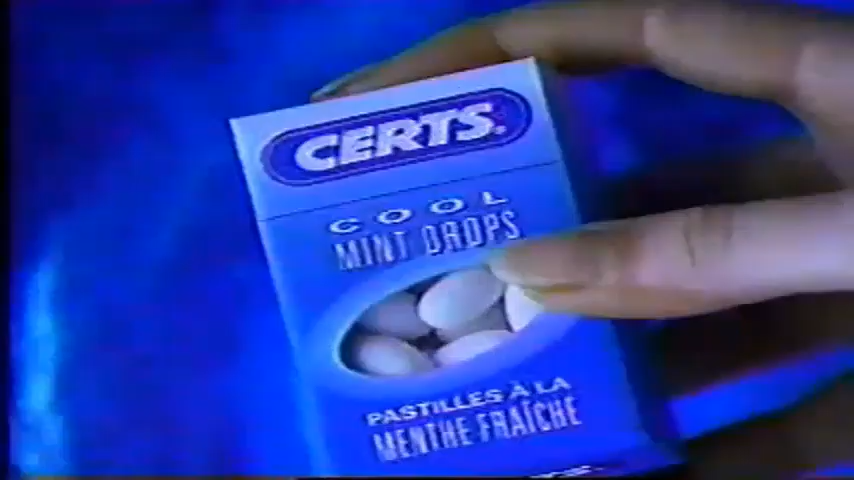 CERTS®
COOL
MINT DROPS
PASTILLES À LA
MENTHE FRAÎCHE